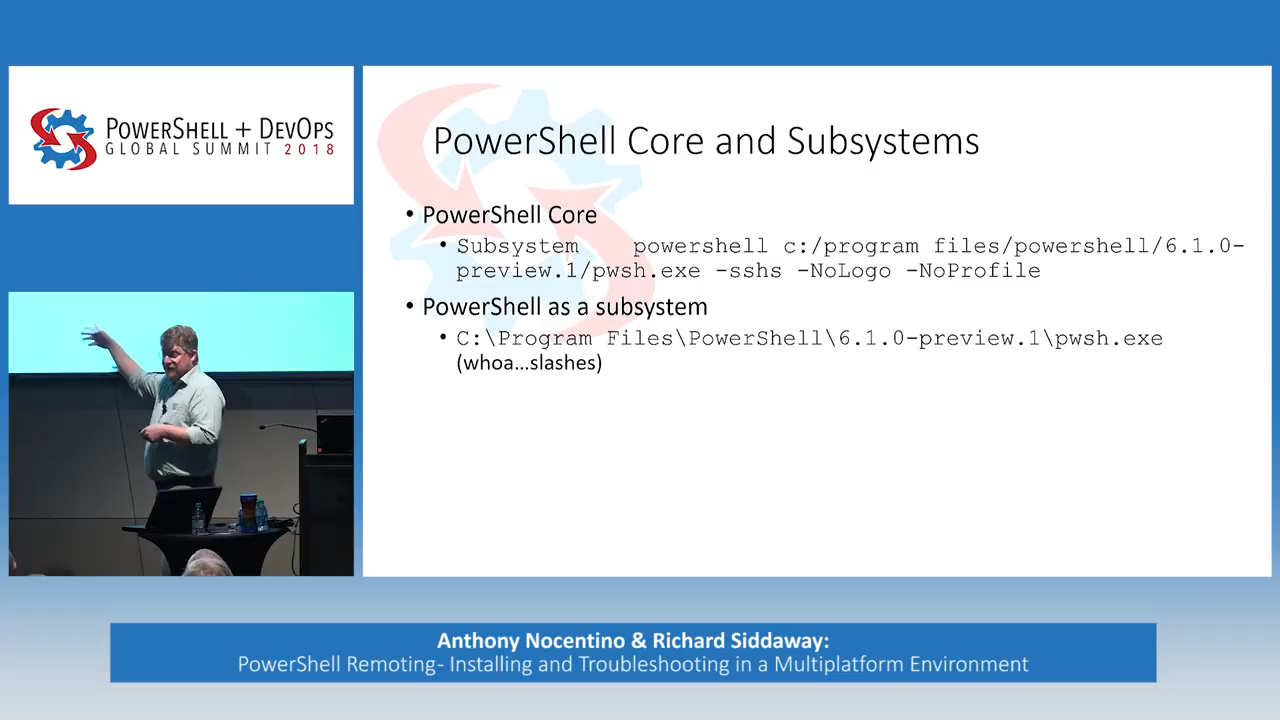 POWERSHELL + DEVOPS
GLOBAL SUMMIT 2018
PowerShell Core and Subsystems
• PowerShell Core
• Subsystem powershell c:/program files/powershell/6.1.0-
preview.1/pwsh.exe -sshs -NoLogo -NoProfile
• PowerShell as a subsystem
• C:\Program Files\PowerShell\6.1.0-preview.1\pwsh.exe
(whoa…slashes)
Anthony Nocentino & Richard Siddaway:
PowerShell Remoting- Installing and Troubleshooting in a Multiplatform Environment